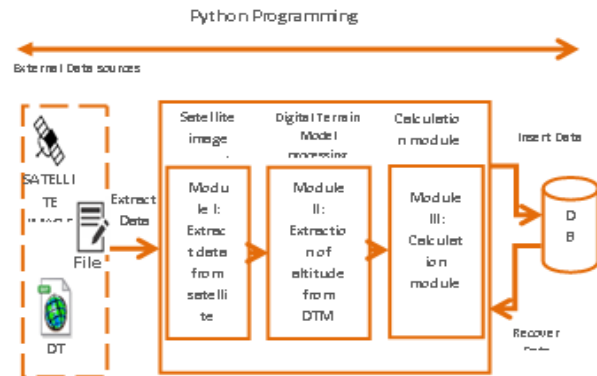 Python Programming
External Data sources
Satellite
image
Digital Terrain
Model
processing
Calculatio
n module
Insert Data
SATELLI
TE
File
DT
Extract
Data
Modu
le I:
Extrac
t data
from
satelli
te
Module
II:
Extractio
n of
altitude
from
DTM
Module
III:
Calculat
ion
module
D
B
Recover